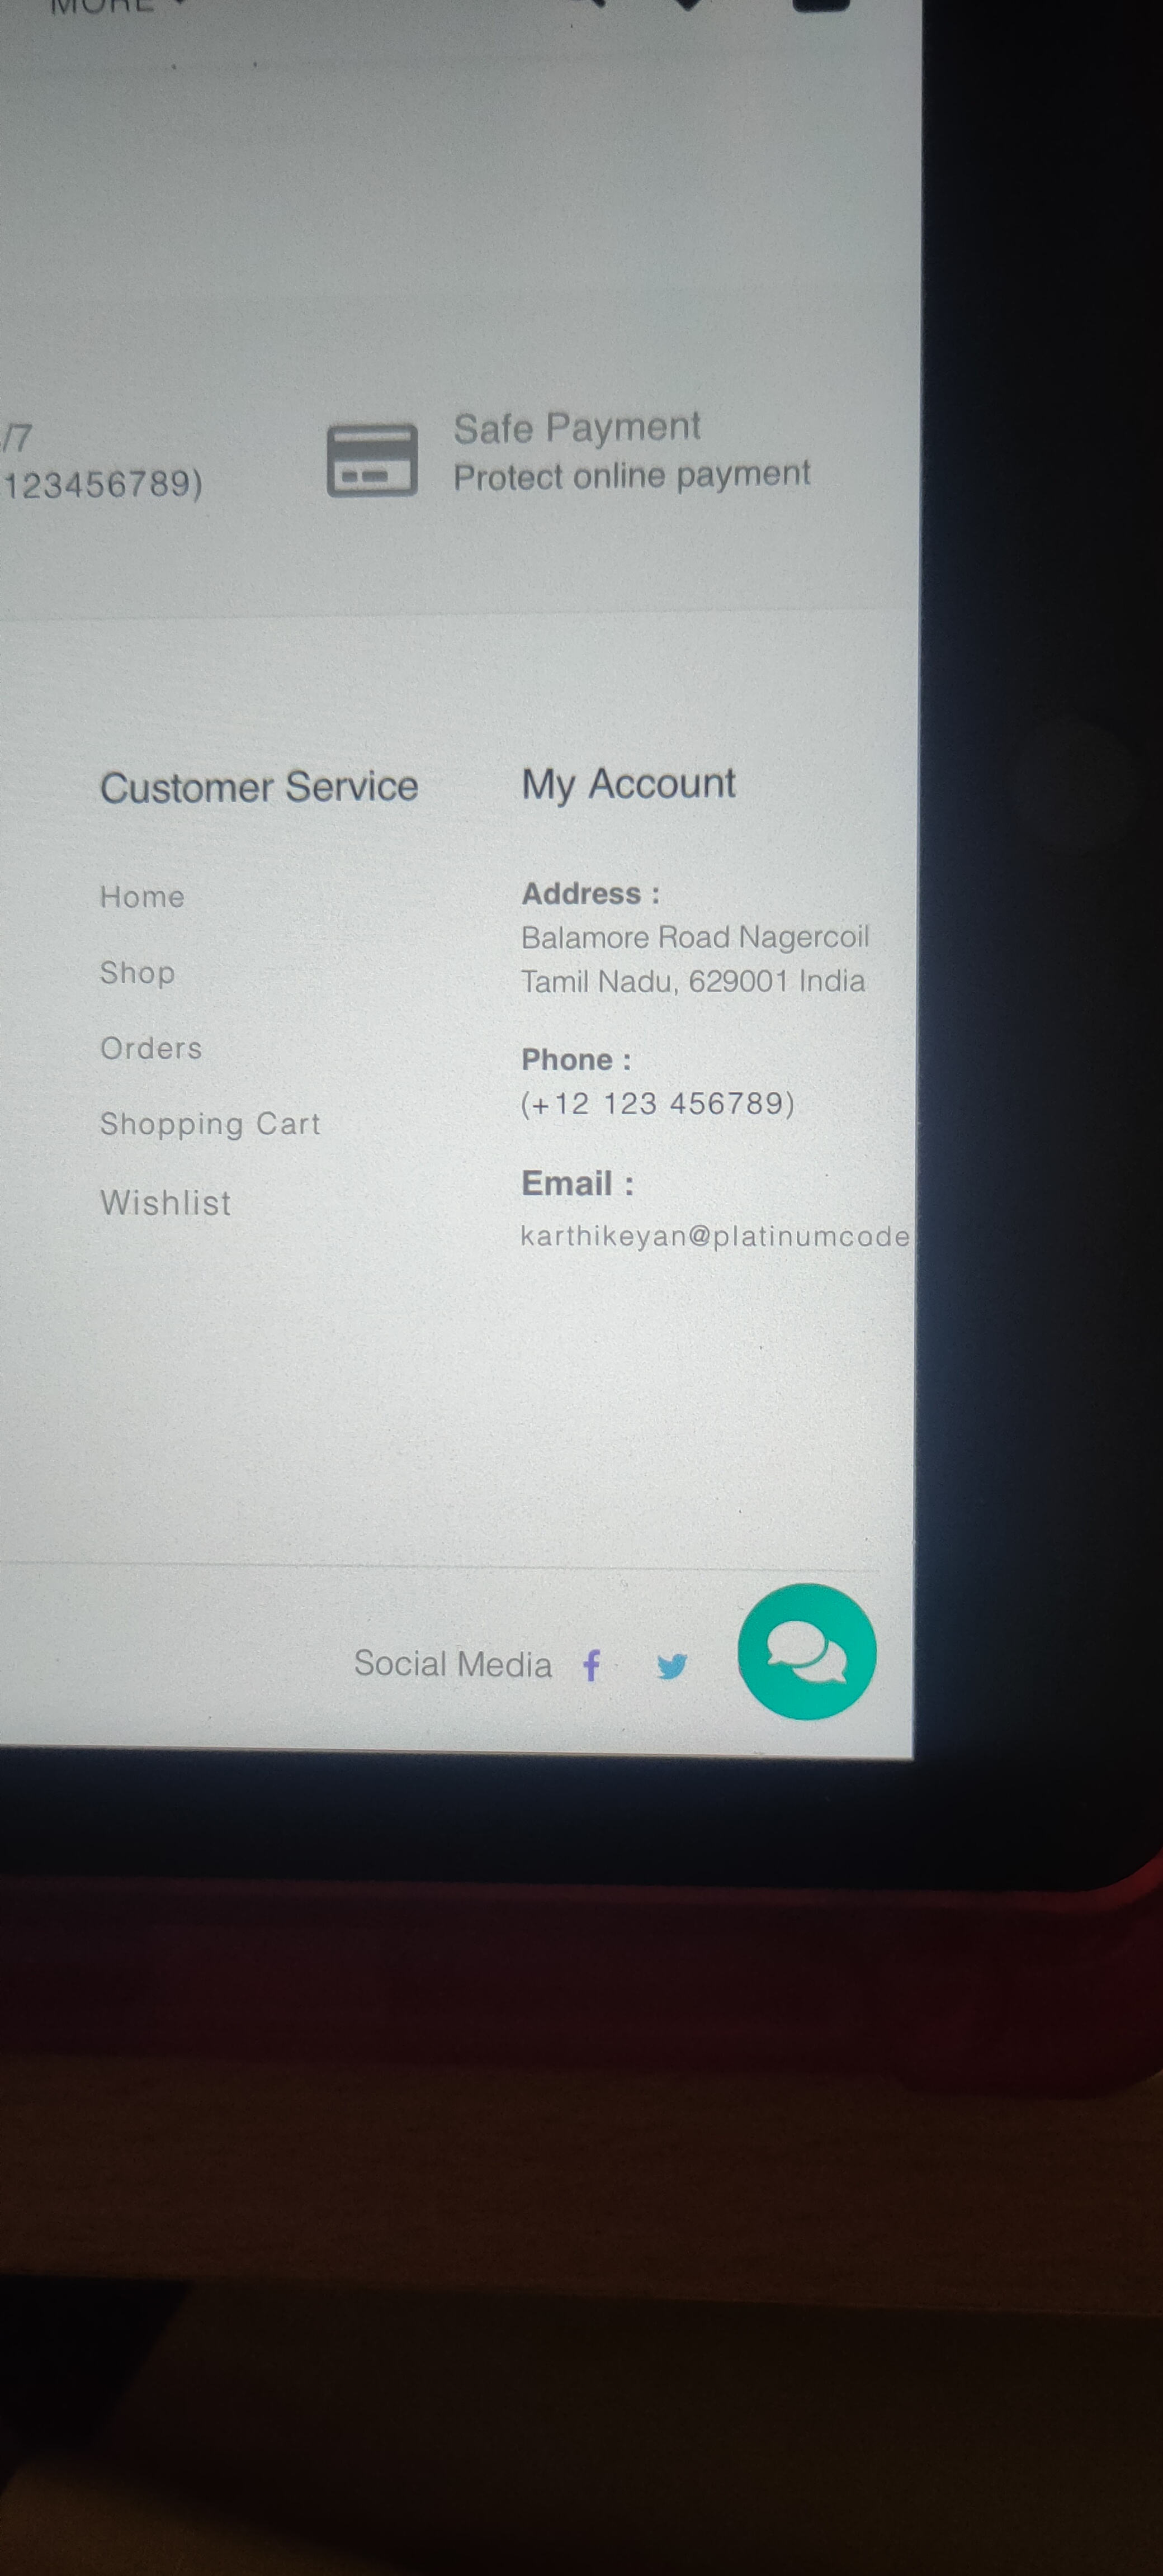 MORE
/7
123456789)
Safe Payment
Protect online payment
Customer Service
Home
Shop
Orders
Shopping Cart
Wishlist
My Account
Address :
Balamore Road Nagercoil
Tamil Nadu, 629001 India
Phone :
(+12 123 456789)
Email :
karthikeyan@platinumcode
Social Media